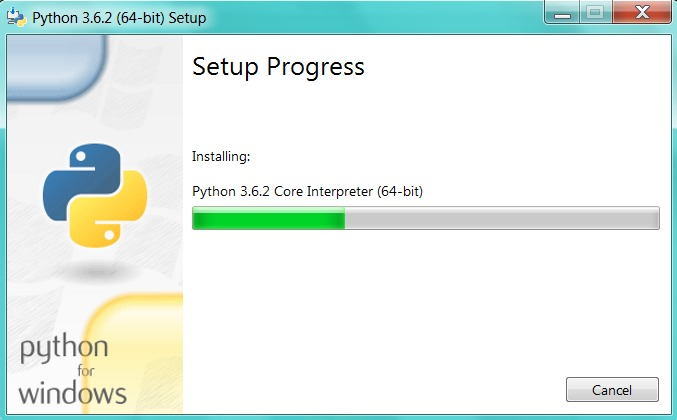 Python 3.6.2 (64-bit) Setup
Setup Progress
Installing:
Python 3.6.2 Core Interpreter (64-bit)
python
for
windows
Cancel